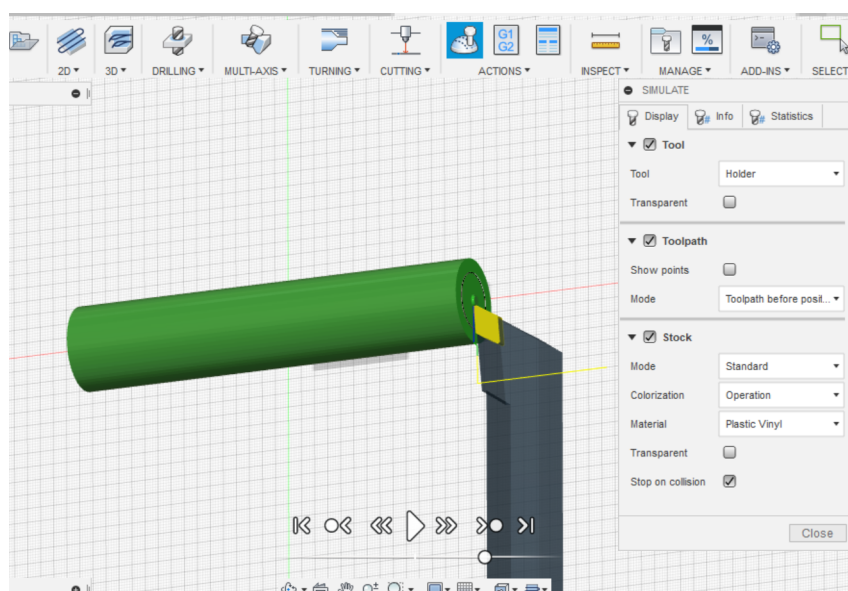 G1
G2
%
2D ▾ 3D ▾ DRILLING ▾ MULTI-AXIS ▾ TURNING ▾ CUTTING ▾ ACTIONS ▾ INSPECT ▾ MANAGE ▾ ADD-INS ▾ SELECT
SIMULATE
Display # Info # Statistics
Tool
Tool Holder
Transparent
Toolpath
Show points
Mode Toolpath before posit...
Stock
Mode Standard
Colorization Operation
Material Plastic Vinyl
Transparent
Stop on collision
Close